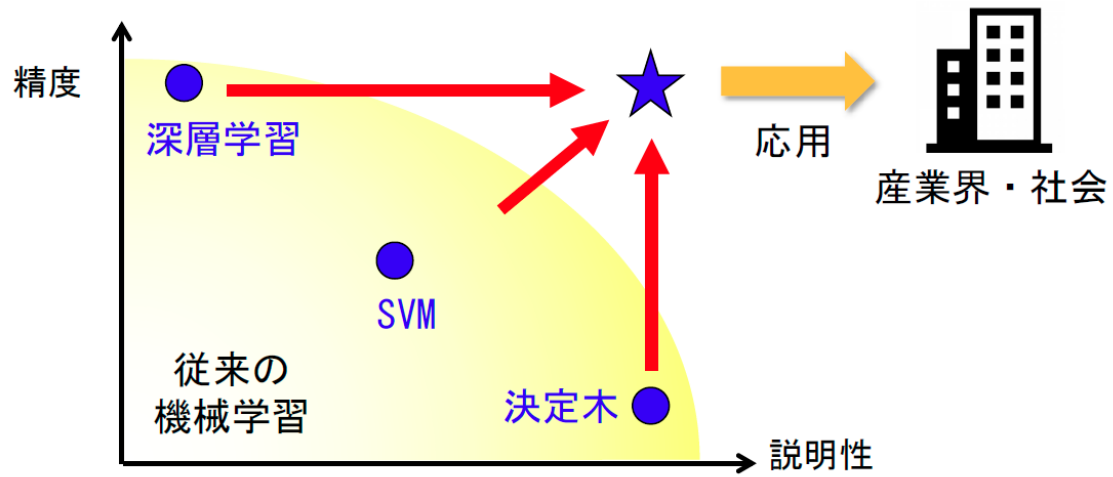 精度
深層学習
応用
産業界・社会
SVM
従来の
機械学習
決定木
説明性